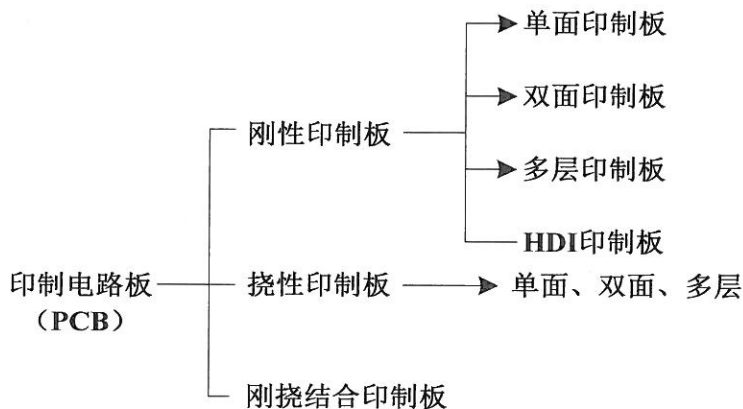 单面印制板
双面印制板
刚性印制板
多层印制板
HDI印制板
印制电路板
（PCB）
挠性印制板
单面、双面、多层
刚挠结合印制板